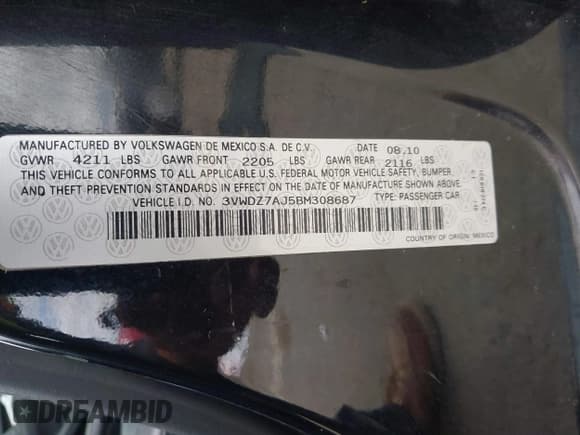 MANUFACTURED BY VOLKSWAGEN DE MEXICO S.A. DE C.V. DATE 08.10
GVWR 4211 LBS GAWR FRONT 2205 LBS GAWR REAR 2116 LBS
THIS VEHICLE CONFORMS TO ALL APPLICABLE U.S. FEDERAL MOTOR VEHICLE SAFETY, BUMPER,
AND THEFT PREVENTION STANDARDS IN EFFECT ON THE DATE OF MANUFACTURE SHOWN ABOVE.
VEHICLE I.D. NO. 3VWDZ7AJ5BM308687 TYPE: PASSENGER CAR
COUNTRY OF ORIGIN: MEXICO
DREAMBID